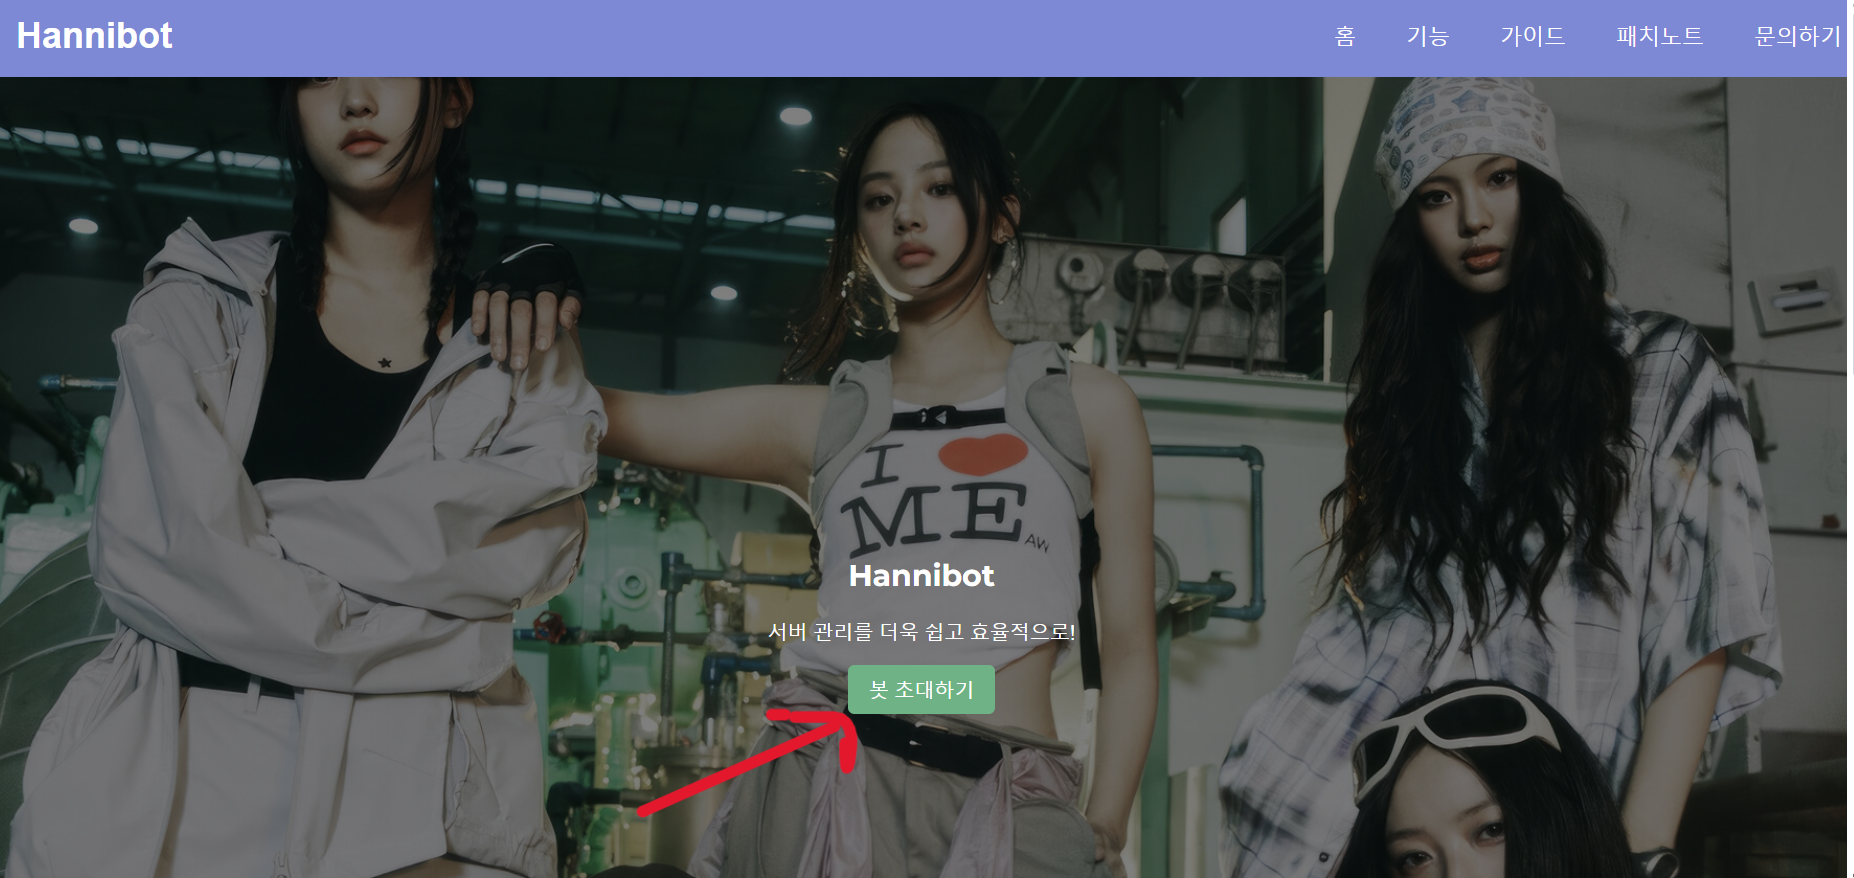 Hannibot
홈 기능 가이드 패치노트 문의하기
I
ME
AW
Hannibot
서버 관리를 더욱 쉽고 효율적으로!
봇 초대하기